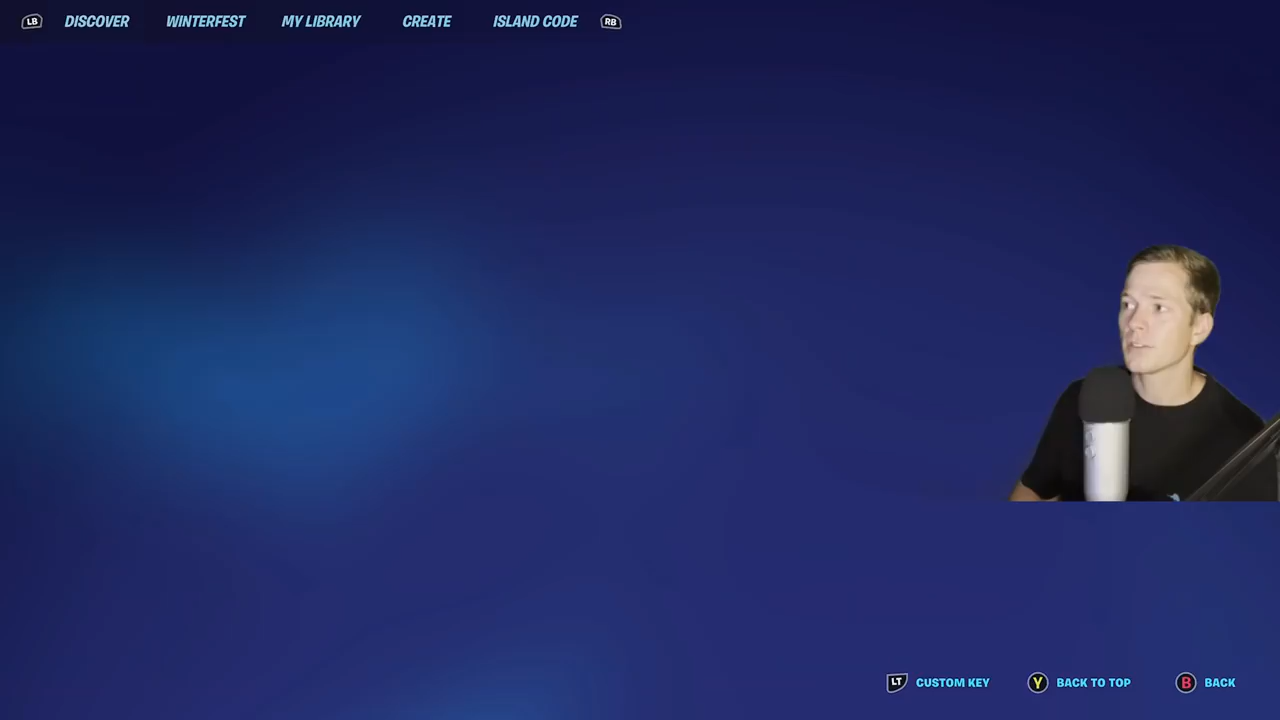 LB DISCOVER WINTERFEST MY LIBRARY CREATE ISLAND CODE RB
LT CUSTOM KEY Y BACK TO TOP B BACK